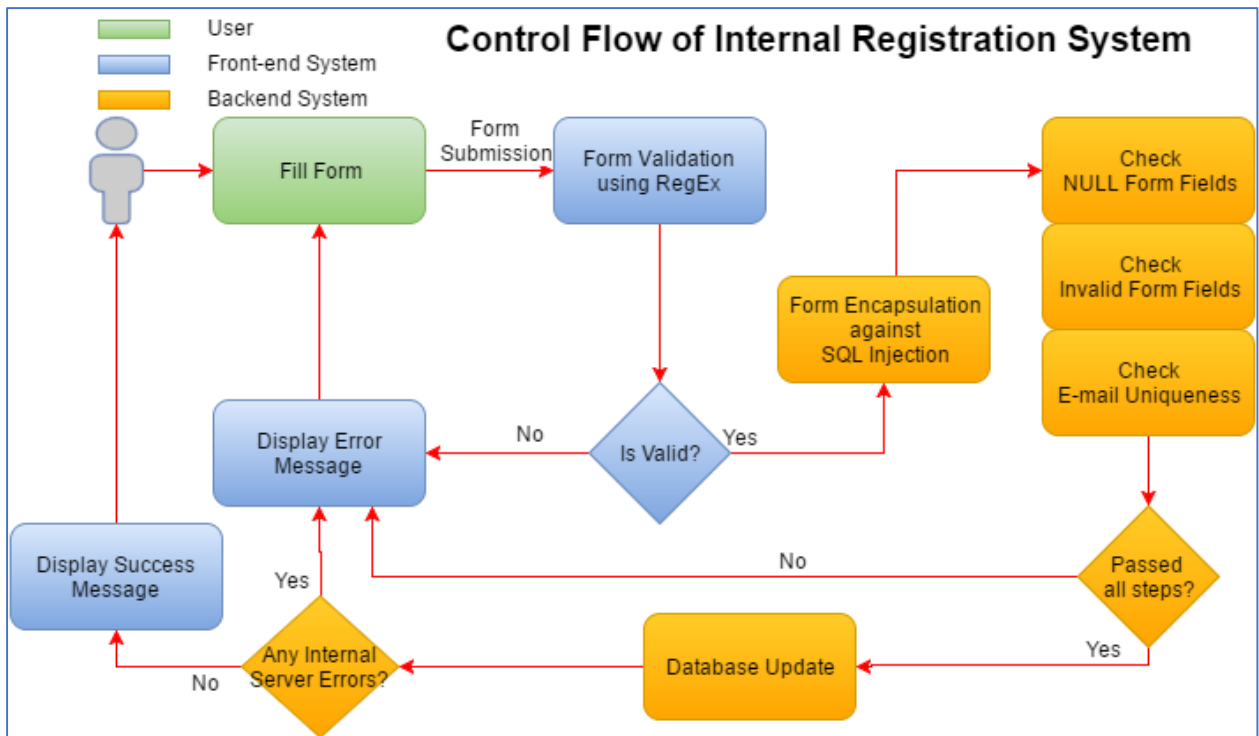 User
Control Flow of Internal Registration System
Front-end System
Backend System
Fill Form
Form
Submission
Form Validation
using RegEx
Check
NULL Form Fields
Check
Invalid Form Fields
Check
E-mail Uniqueness
Form Encapsulation
against
SQL Injection
Display Error
Message
No
Is Valid?
Yes
Display Success
Message
Yes
No
Passed
all steps?
Any Internal
Server Errors?
No
Database Update
Yes